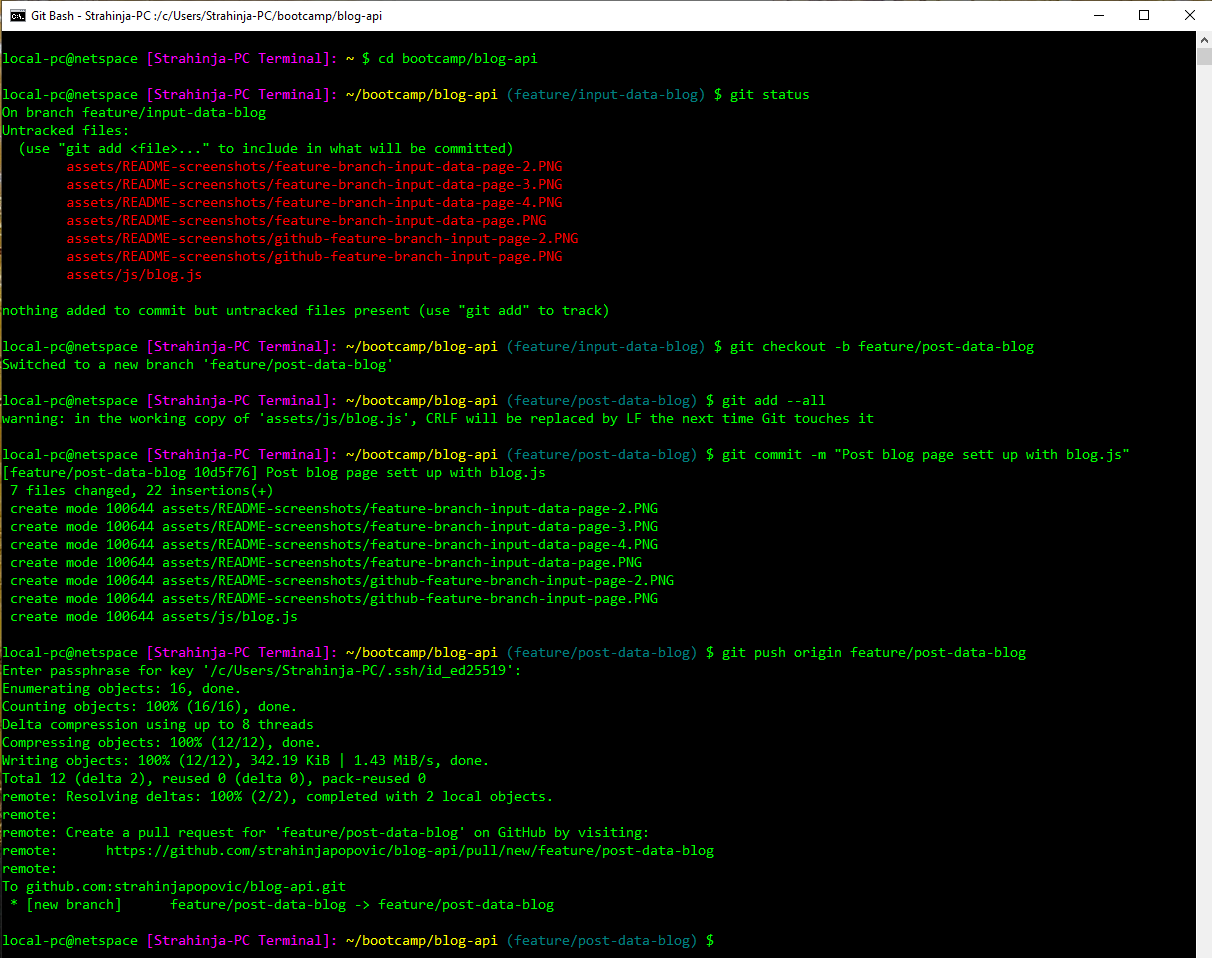 Git Bash - Strahinja-PC :/c/Users/Strahinja-PC/bootcamp/blog-api
local-pc@netspace [Strahinja-PC Terminal]: ~ $ cd bootcamp/blog-api
local-pc@netspace [Strahinja-PC Terminal]: ~/bootcamp/blog-api (feature/input-data-blog) $ git status
On branch feature/input-data-blog
Untracked files:
  (use "git add <file>..." to include in what will be committed)
        assets/README-screenshots/feature-branch-input-data-page-2.PNG
        assets/README-screenshots/feature-branch-input-data-page-3.PNG
        assets/README-screenshots/feature-branch-input-data-page-4.PNG
        assets/README-screenshots/feature-branch-input-data-page.PNG
        assets/README-screenshots/github-feature-branch-input-page-2.PNG
        assets/README-screenshots/github-feature-branch-input-page.PNG
        assets/js/blog.js
nothing added to commit but untracked files present (use "git add" to track)
local-pc@netspace [Strahinja-PC Terminal]: ~/bootcamp/blog-api (feature/input-data-blog) $ git checkout -b feature/post-data-blog
Switched to a new branch 'feature/post-data-blog'
local-pc@netspace [Strahinja-PC Terminal]: ~/bootcamp/blog-api (feature/post-data-blog) $ git add --all
warning: in the working copy of 'assets/js/blog.js', CRLF will be replaced by LF the next time Git touches it
local-pc@netspace [Strahinja-PC Terminal]: ~/bootcamp/blog-api (feature/post-data-blog) $ git commit -m "Post blog page sett up with blog.js"
[feature/post-data-blog 10d5f76] Post blog page sett up with blog.js
 7 files changed, 22 insertions(+)
 create mode 100644 assets/README-screenshots/feature-branch-input-data-page-2.PNG
 create mode 100644 assets/README-screenshots/feature-branch-input-data-page-3.PNG
 create mode 100644 assets/README-screenshots/feature-branch-input-data-page-4.PNG
 create mode 100644 assets/README-screenshots/feature-branch-input-data-page.PNG
 create mode 100644 assets/README-screenshots/github-feature-branch-input-page-2.PNG
 create mode 100644 assets/README-screenshots/github-feature-branch-input-page.PNG
 create mode 100644 assets/js/blog.js
local-pc@netspace [Strahinja-PC Terminal]: ~/bootcamp/blog-api (feature/post-data-blog) $ git push origin feature/post-data-blog
Enter passphrase for key '/c/Users/Strahinja-PC/.ssh/id_ed25519':
Enumerating objects: 16, done.
Counting objects: 100% (16/16), done.
Delta compression using up to 8 threads
Compressing objects: 100% (12/12), done.
Writing objects: 100% (12/12), 342.19 KiB | 1.43 MiB/s, done.
Total 12 (delta 2), reused 0 (delta 0), pack-reused 0
remote: Resolving deltas: 100% (2/2), completed with 2 local objects.
remote:
remote: Create a pull request for 'feature/post-data-blog' on GitHub by visiting:
remote:      https://github.com/strahinjapopovic/blog-api/pull/new/feature/post-data-blog
remote:
To github.com:strahinjapopovic/blog-api.git
 * [new branch]      feature/post-data-blog -> feature/post-data-blog
local-pc@netspace [Strahinja-PC Terminal]: ~/bootcamp/blog-api (feature/post-data-blog) $